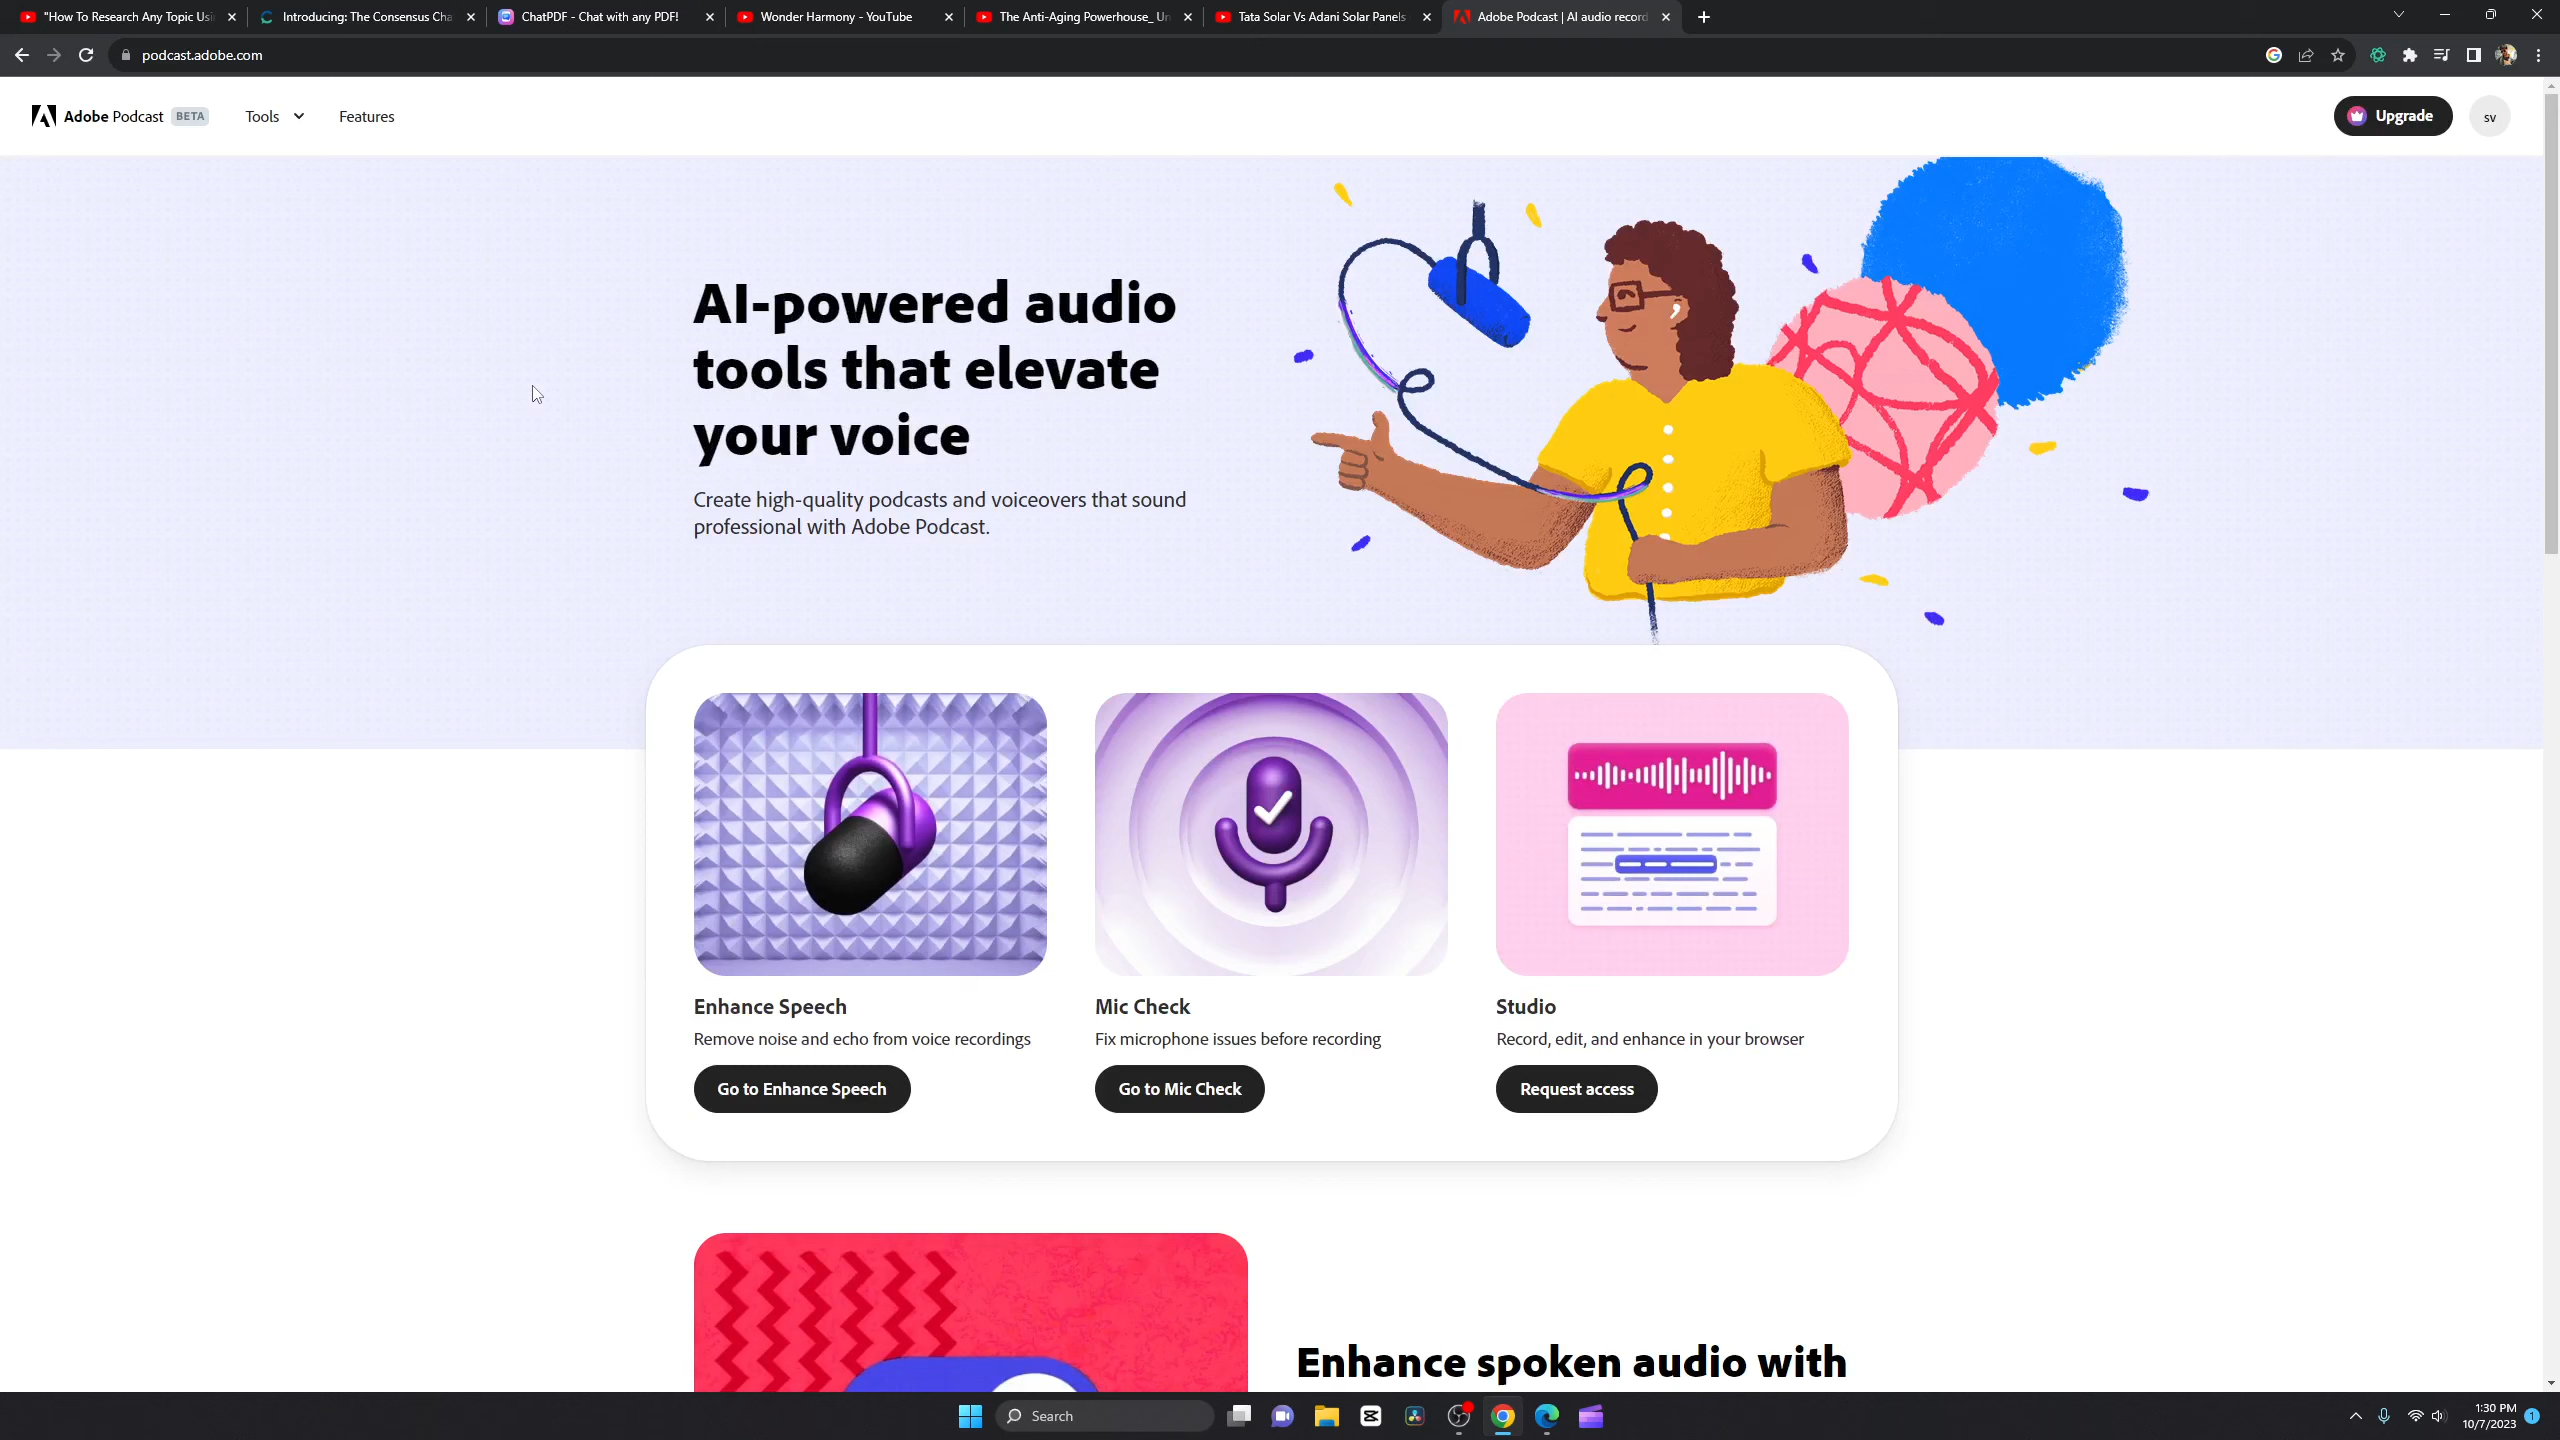 "How To Research Any Topic Usi
Introducing: The Consensus Cha
ChatPDF - Chat with any PDF!
Wonder Harmony - YouTube
The Anti-Aging Powerhouse_ Un
Tata Solar Vs Adani Solar Panels
Adobe Podcast | AI audio record
podcast.adobe.com
Adobe Podcast BETA
Tools
Features
Upgrade
sv
AI-powered audio
tools that elevate
your voice
Create high-quality podcasts and voiceovers that sound
professional with Adobe Podcast.
Enhance Speech
Remove noise and echo from voice recordings
Go to Enhance Speech
Mic Check
Fix microphone issues before recording
Go to Mic Check
Studio
Record, edit, and enhance in your browser
Request access
Enhance spoken audio with
Search
1:30 PM
10/7/2023
1